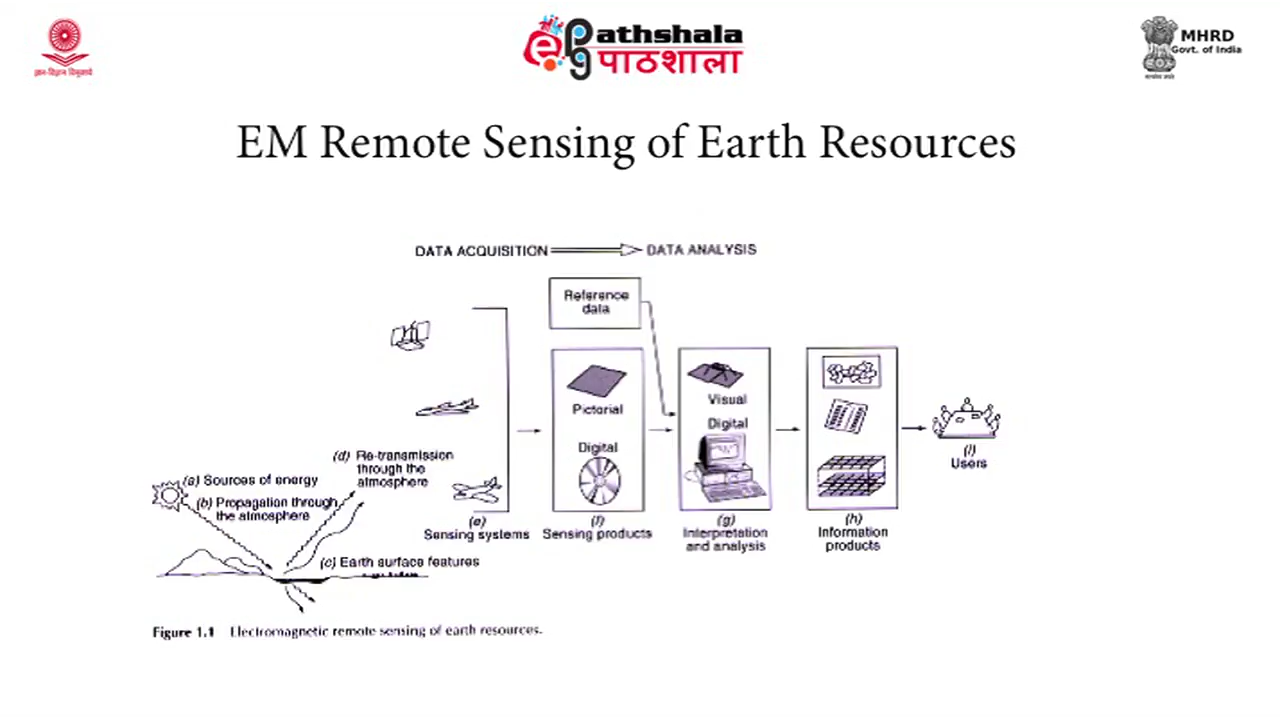 ज्ञान-विज्ञान विमुक्तये
ePathshala
पाठशाला
MHRD
Govt. of India
EM Remote Sensing of Earth Resources
DATA ACQUISITION
DATA ANALYSIS
Reference
data
Pictorial
Digital
Visual
Digital
(a) Sources of energy
(b) Propagation through
the atmosphere
(c) Earth surface features
(d) Re-transmission
through the
atmosphere
(e)
Sensing systems
(f)
Sensing products
(g)
Interpretation
and analysis
(h)
Information
products
(i)
Users
Figure 1.1 Electromagnetic remote sensing of earth resources.